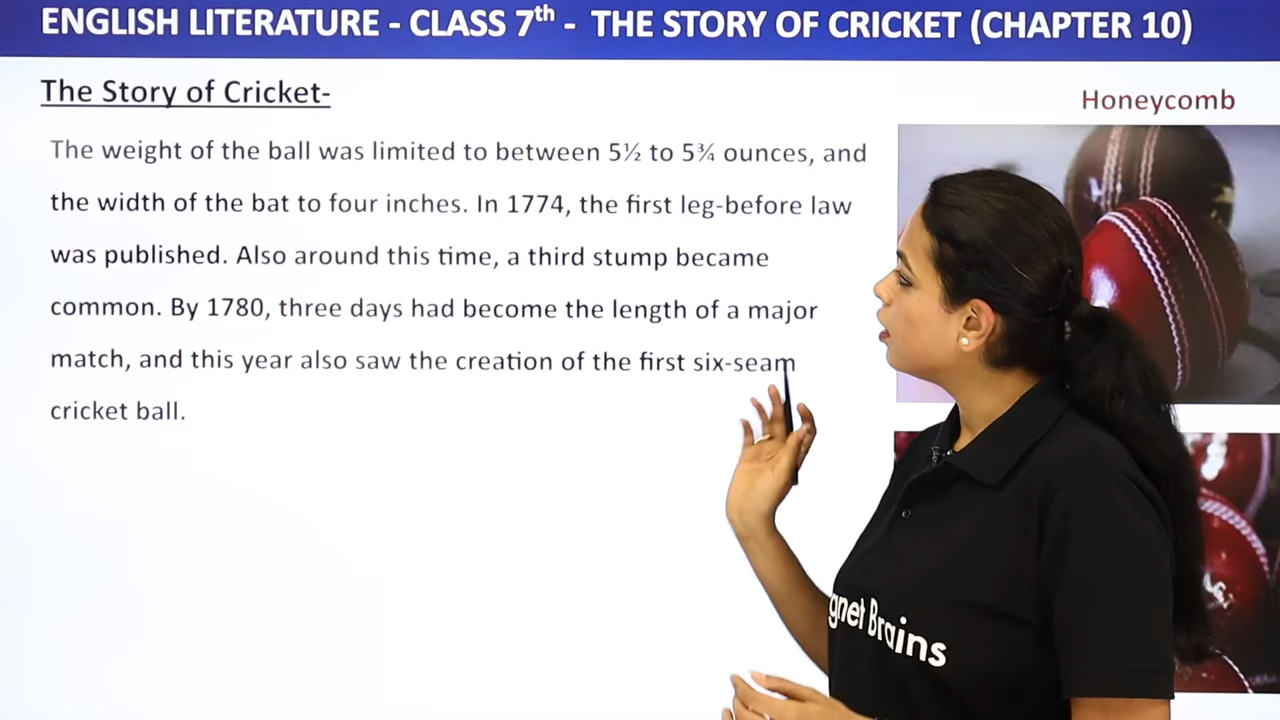 ENGLISH LITERATURE - CLASS 7th - THE STORY OF CRICKET (CHAPTER 10)
The Story of Cricket-
Honeycomb
The weight of the ball was limited to between 5½ to 5¾ ounces, and
the width of the bat to four inches. In 1774, the first leg-before law
was published. Also around this time, a third stump became
common. By 1780, three days had become the length of a major
match, and this year also saw the creation of the first six-seam
cricket ball.
gnet Brains